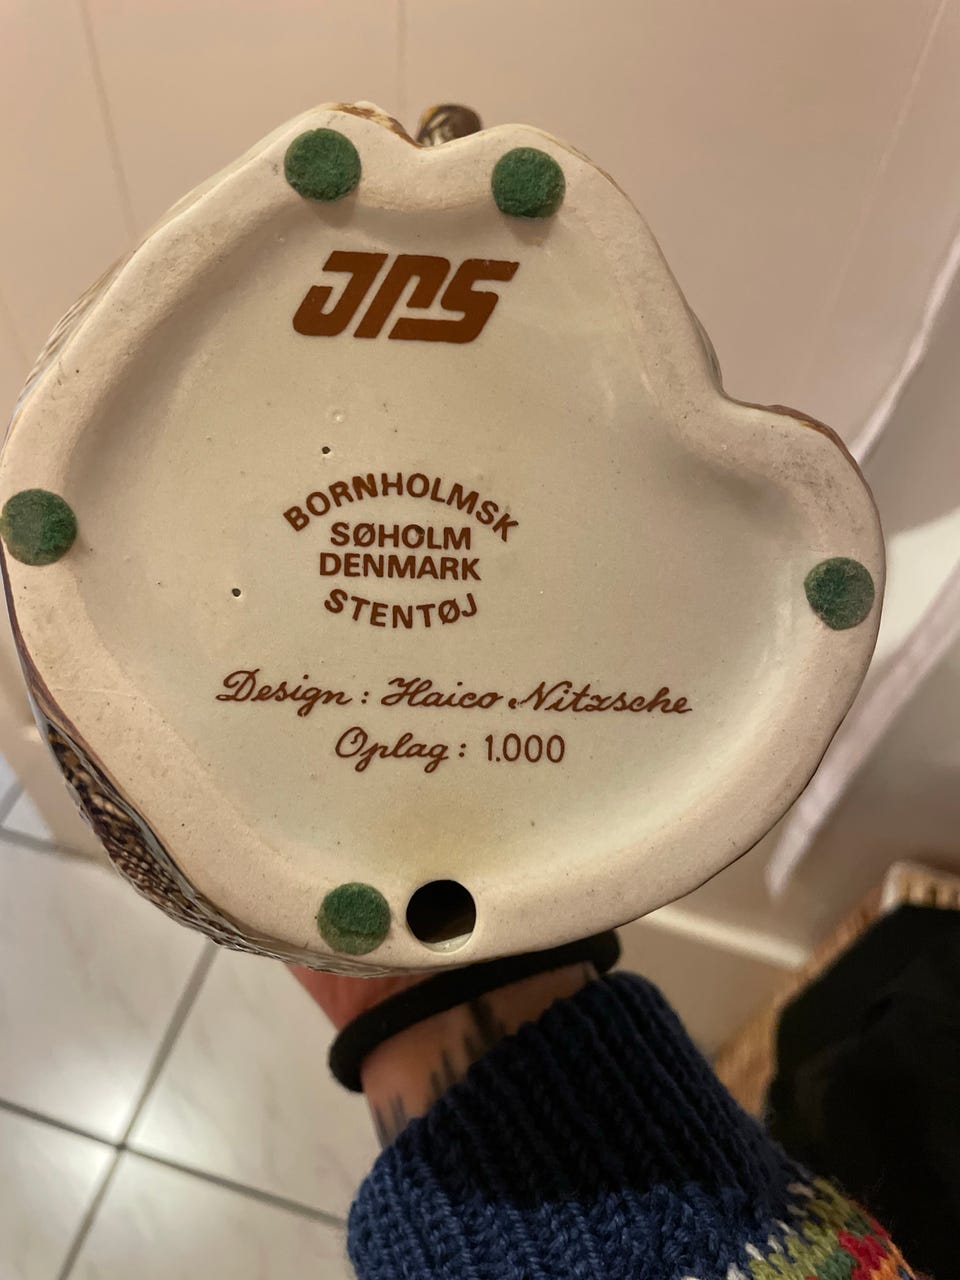 JPS
BORNHOLMSK
SØHOLM
DENMARK
STENTØJ
Design: Haico Nitzsche
Oplag: 1.000